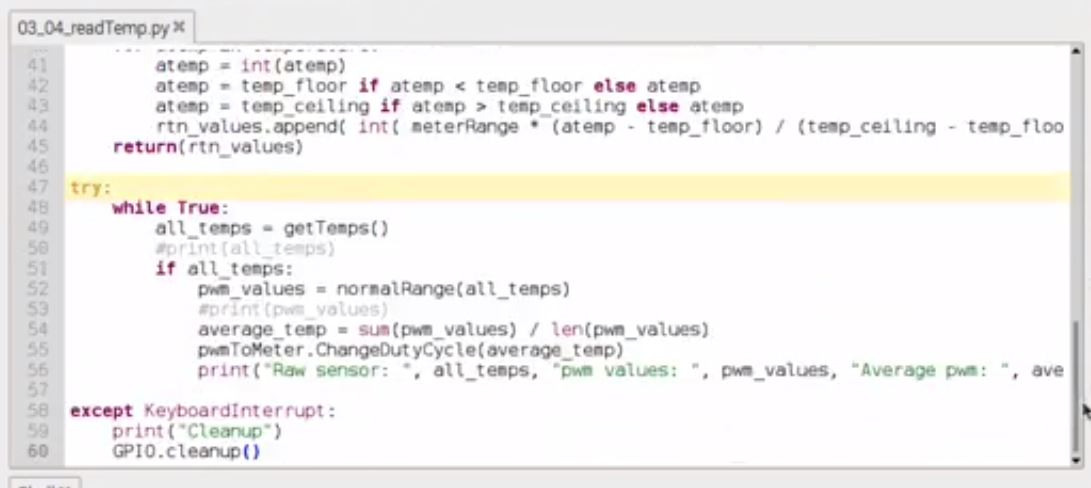 03_04_readTemp.py ✖
41 atemp = int(atemp)
42 atemp = temp_floor if atemp < temp_floor else atemp
43 atemp = temp_ceiling if atemp > temp_ceiling else atemp
44 rtn_values.append( int( meterRange * (atemp - temp_floor) / (temp_ceiling - temp_floo
45 return(rtn_values)
46
47 try:
48 while True:
49 all_temps = getTemps()
50 #print(all_temps)
51 if all_temps:
52 pwm_values = normalRange(all_temps)
53 #print(pwm_values)
54 average_temp = sum(pwm_values) / len(pwm_values)
55 pwmToMeter.ChangeDutyCycle(average_temp)
56 print("Raw sensor: ", all_temps, "pwm values: ", pwm_values, "Average pwm: ", ave
57
58 except KeyboardInterrupt:
59 print("Cleanup")
60 GPIO.cleanup()